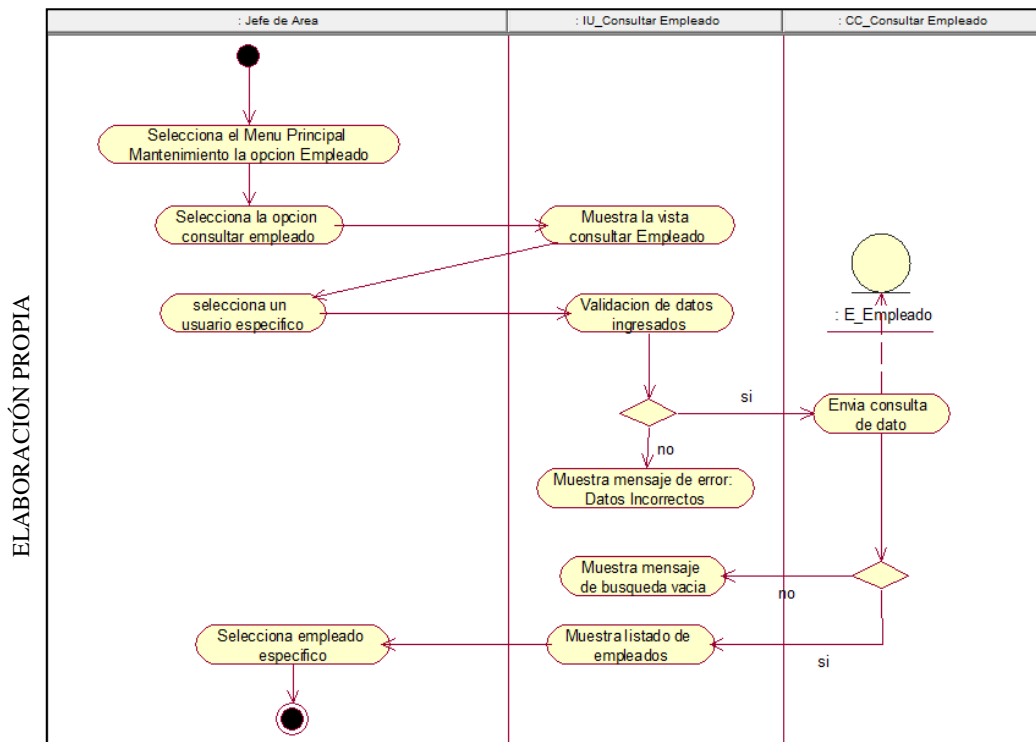 : Jefe de Area
: IU_Consultar Empleado
: CC_Consultar Empleado
Selecciona el Menu Principal
Mantenimiento la opcion Empleado
Selecciona la opcion
consultar empleado
Muestra la vista
consultar Empleado
selecciona un
usuario especifico
Validacion de datos
ingresados
: E_Empleado
si
Envia consulta
de dato
no
Muestra mensaje de error:
Datos Incorrectos
Muestra mensaje
de busqueda vacia
no
Selecciona empleado
especifico
Muestra listado de
empleados
si
ELABORACIÓN PROPIA